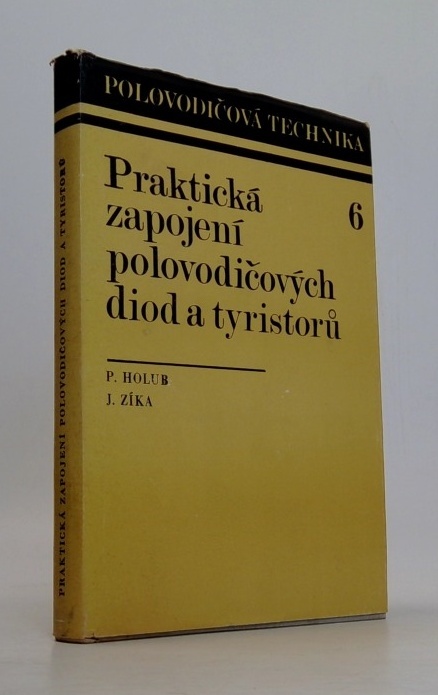 POLOVODIČOVÁ TECHNIKA
Praktická
zapojení
polovodičových
diod a tyristorů
6
P. HOLUB
J. ZÍKA
PRAKTICKÁ ZAPOJENÍ POLOVODIČOVÝCH DIOD A TYRISTORŮ